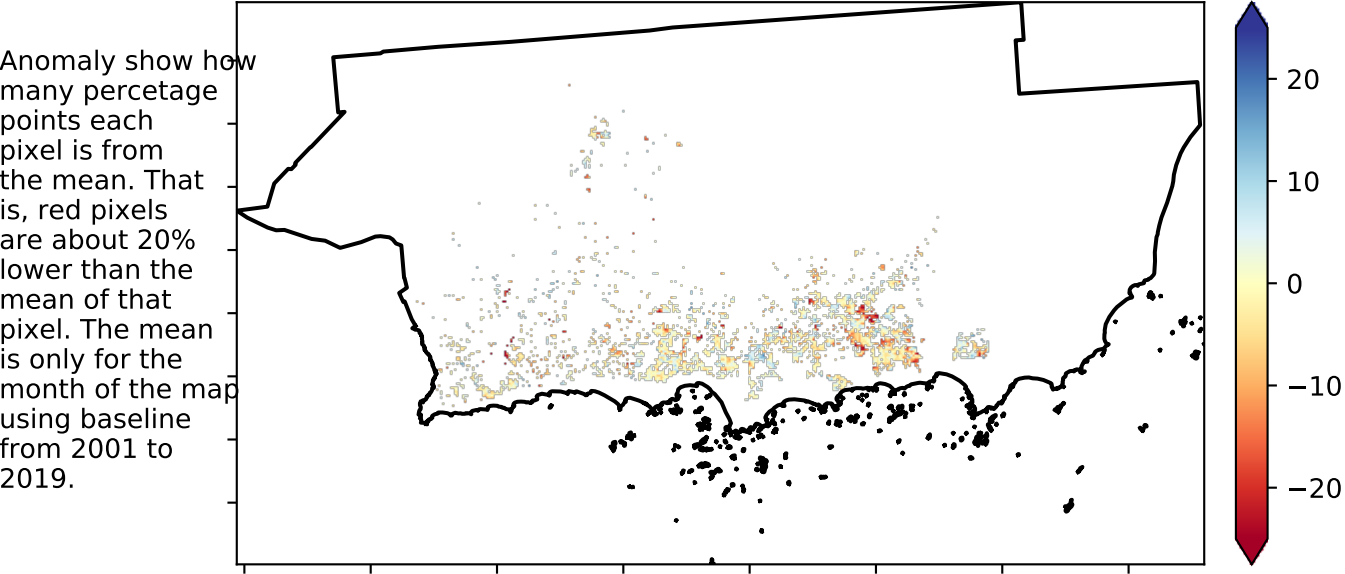 Anomaly show how
many percetage
points each
pixel is from
the mean. That
is, red pixels
are about 20%
lower than the
mean of that
pixel. The mean
is only for the
month of the map
using baseline
from 2001 to
2019.
20
10
0
−10
−20